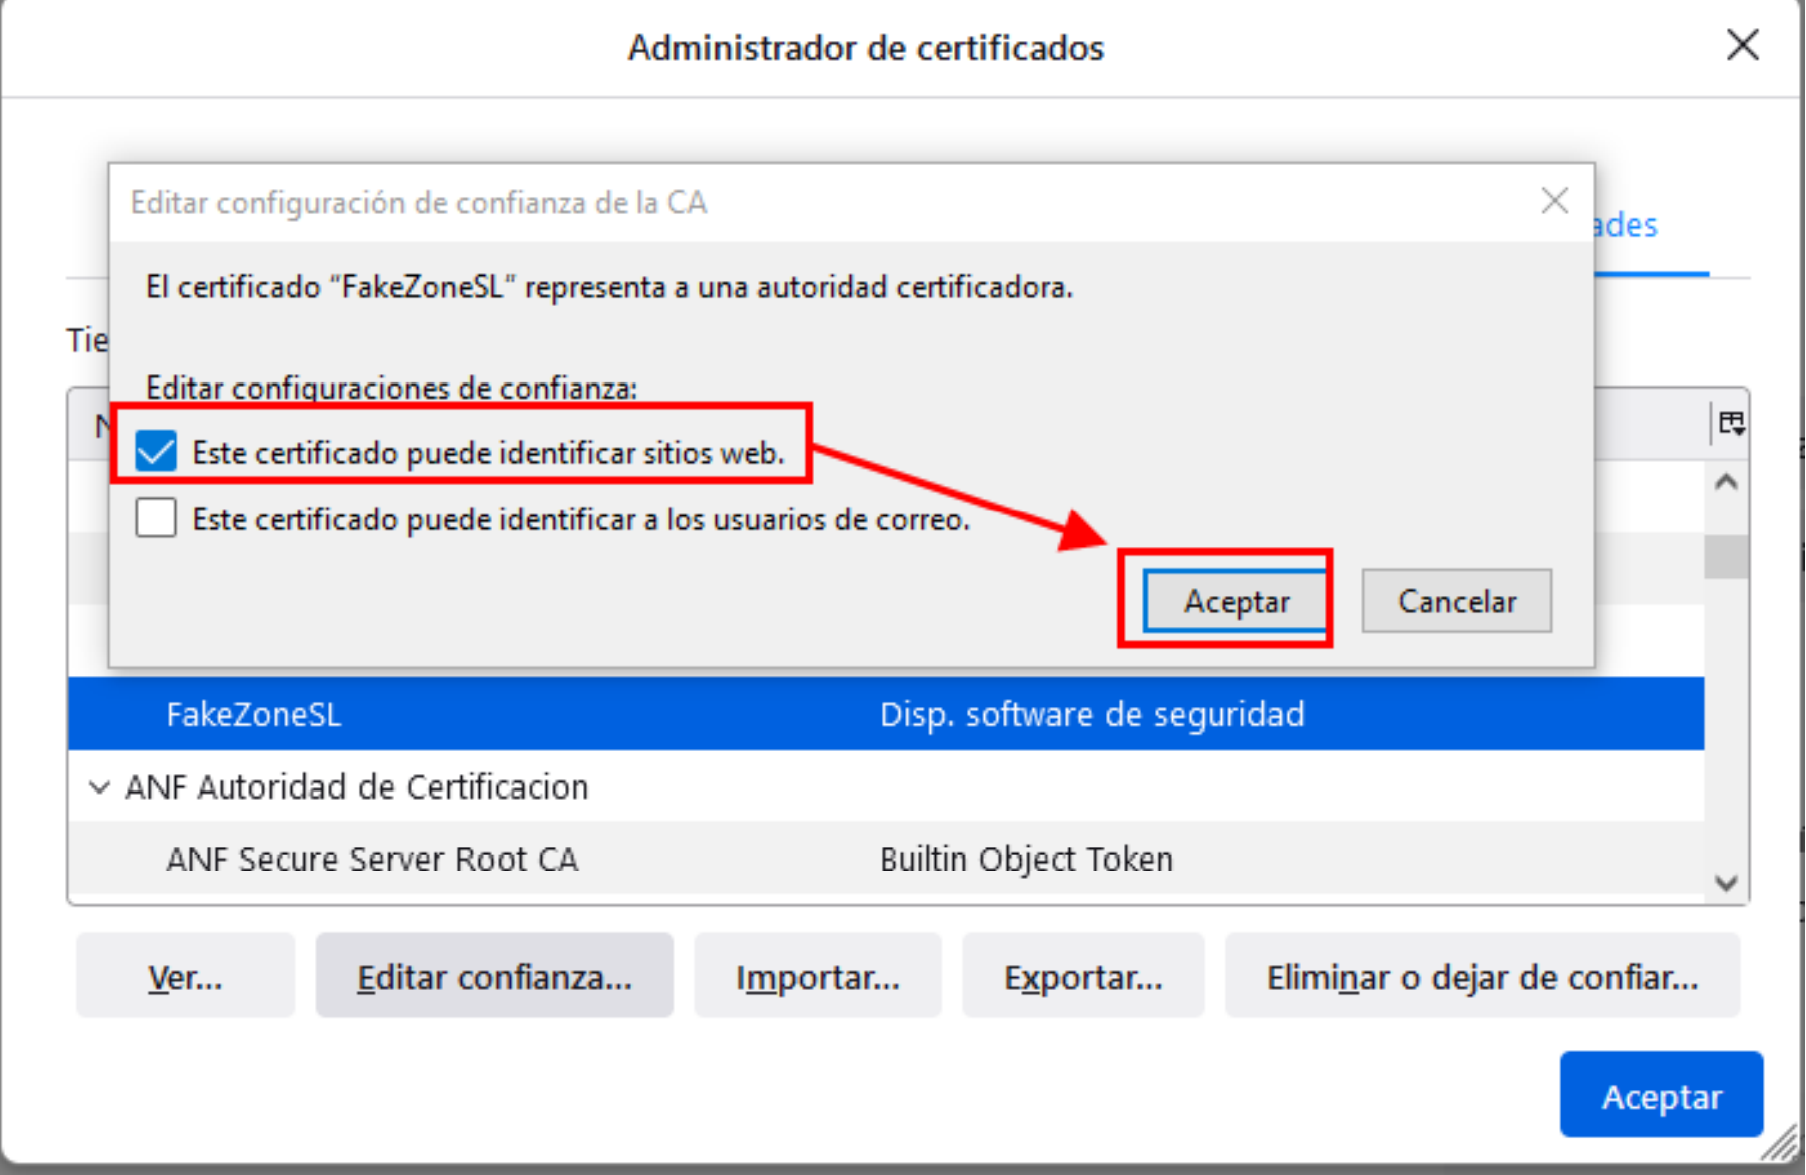 Administrador de certificados
Editar configuración de confianza de la CA
ades
El certificado “FakeZoneSL” representa a una autoridad certificadora.
Tie
Editar configuraciones de confianza:
N
Este certificado puede identificar sitios web.
Este certificado puede identificar a los usuarios de correo.
Aceptar Cancelar
FakeZoneSL Disp. software de seguridad
ANF Autoridad de Certificacion
ANF Secure Server Root CA Builtin Object Token
Ver... Editar confianza... Importar... Exportar... Eliminar o dejar de confiar...
Aceptar